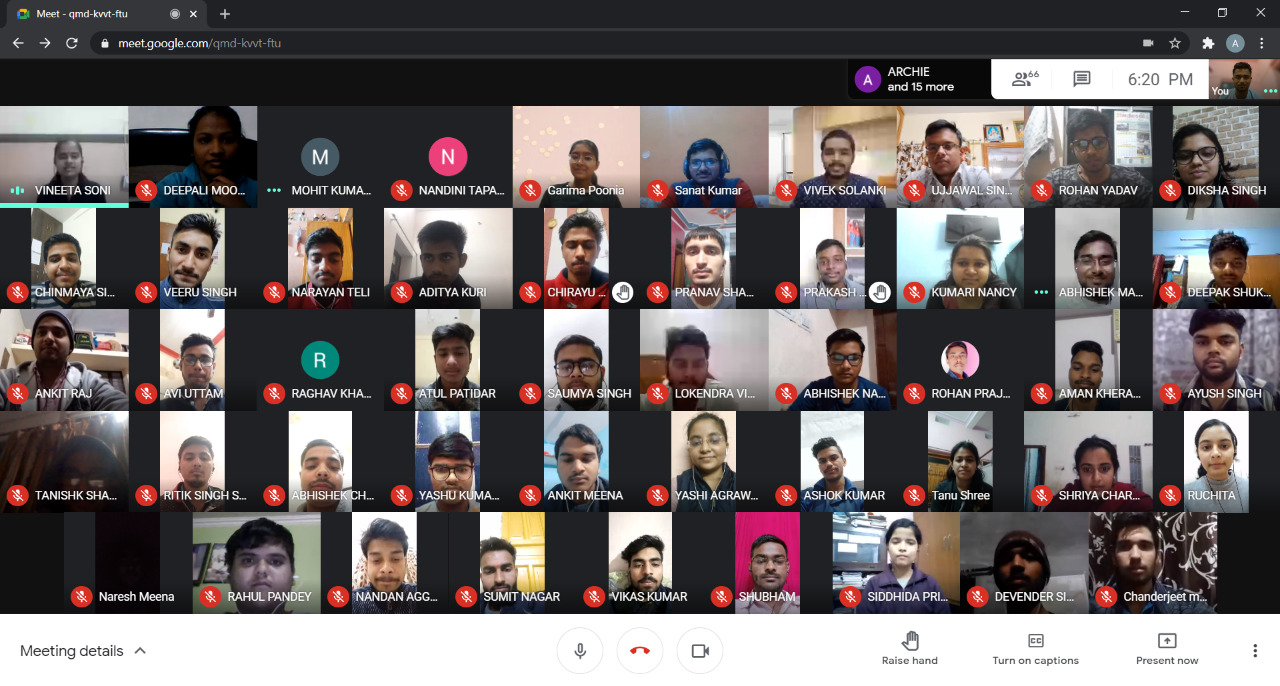 Meet - qmd-kvvt-ftu
meet.google.com/qmd-kvvt-ftu
A
A
ARCHIE
and 15 more
66
6:20 PM
You
VINEETA SONI
DEEPALI MOO...
M
MOHIT KUMA...
N
NANDINI TAPA...
Garima Poonia
Sanat Kumar
VIVEK SOLANKI
UJJAWAL SIN...
ROHAN YADAV
DIKSHA SINGH
CHINMAYA SI...
VEERU SINGH
NARAYAN TELI
ADITYA KURI
CHIRAYU ...
PRANAV SHA...
PRAKASH ...
KUMARI NANCY
ABHISHEK MA...
DEEPAK SHUK...
ANKIT RAJ
AVI UTTAM
R
RAGHAV KHA...
ATUL PATIDAR
SAUMYA SINGH
LOKENDRA VI...
ABHISHEK NA...
ROHAN PRAJ...
AMAN KHERA...
AYUSH SINGH
TANISHK SHA...
RITIK SINGH S...
ABHISHEK CH...
YASHU KUMA...
ANKIT MEENA
YASHI AGRAW...
ASHOK KUMAR
Tanu Shree
SHRIYA CHAR...
RUCHITA
Naresh Meena
RAHUL PANDEY
NANDAN AGG...
SUMIT NAGAR
VIKAS KUMAR
SHUBHAM
SIDDHIDA PRI...
DEVENDER SI...
Chanderjeet m...
Meeting details
Raise hand
CC
Turn on captions
Present now